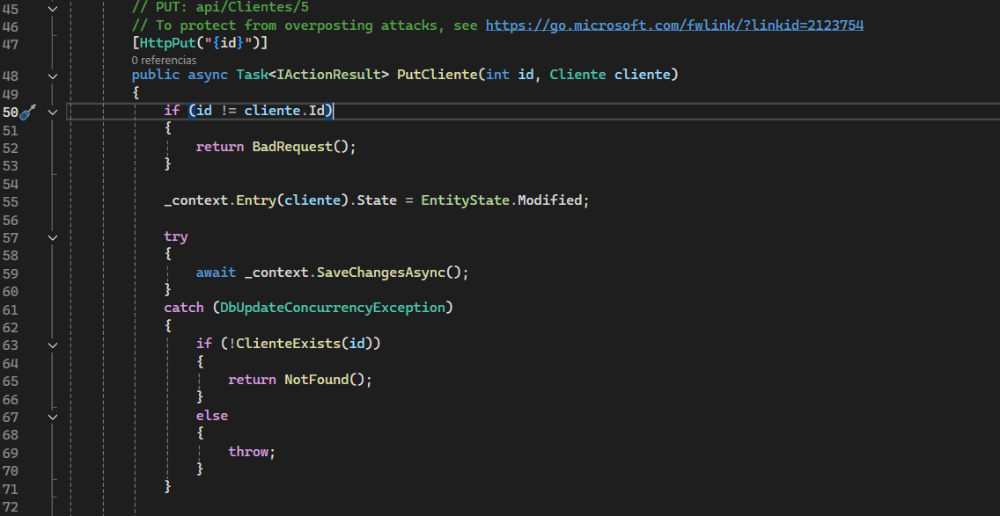 45 // PUT: api/Clientes/5
46 // To protect from overposting attacks, see https://go.microsoft.com/fwlink/?linkid=2123754
47 [HttpPut("{id}")]
0 referencias
48 public async Task<IActionResult> PutCliente(int id, Cliente cliente)
49 {
50 if (id != cliente.Id)
51 {
52 return BadRequest();
53 }
54
55 _context.Entry(cliente).State = EntityState.Modified;
56
57 try
58 {
59 await _context.SaveChangesAsync();
60 }
61 catch (DbUpdateConcurrencyException)
62 {
63 if (!ClienteExists(id))
64 {
65 return NotFound();
66 }
67 else
68 {
69 throw;
70 }
71 }
72